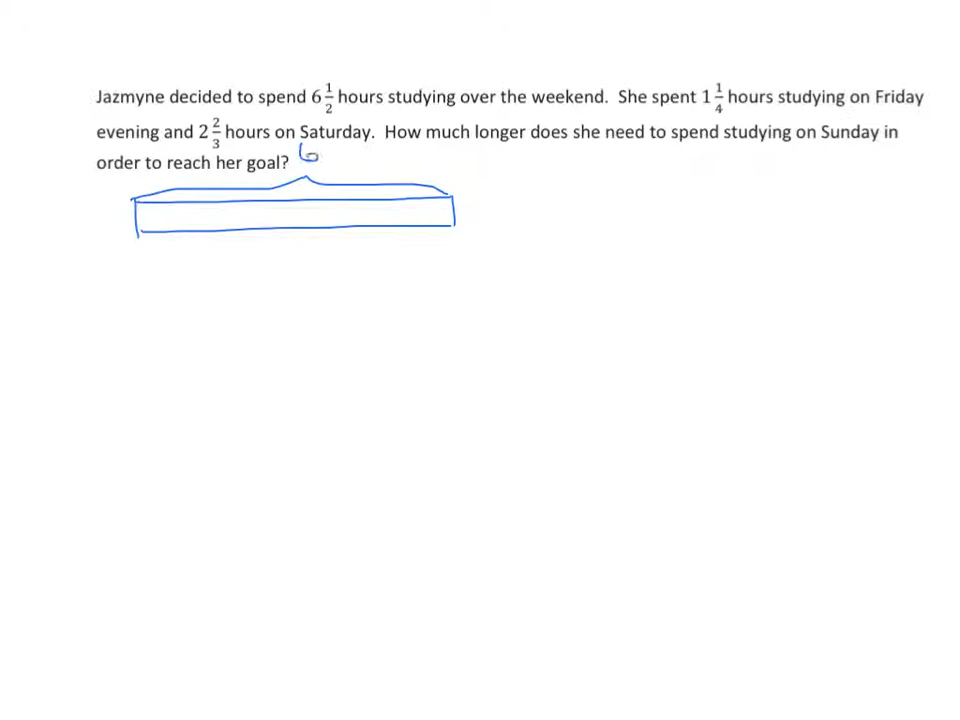 Jazmyne decided to spend 6 1/2 hours studying over the weekend. She spent 1 1/4 hours studying on Friday
evening and 2 2/3 hours on Saturday. How much longer does she need to spend studying on Sunday in
order to reach her goal?
6